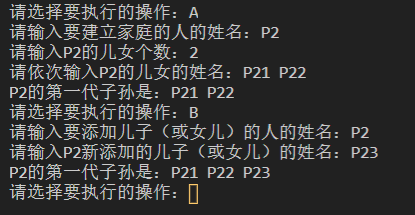 请选择要执行的操作：A
请输入要建立家庭的人的姓名：P2
请输入P2的儿女个数：2
请依次输入P2的儿女的姓名：P21 P22
P2的第一代子孙是：P21 P22
请选择要执行的操作：B
请输入要添加儿子（或女儿）的人的姓名：P2
请输入P2新添加的儿子（或女儿）的姓名：P23
P2的第一代子孙是：P21 P22 P23
请选择要执行的操作：